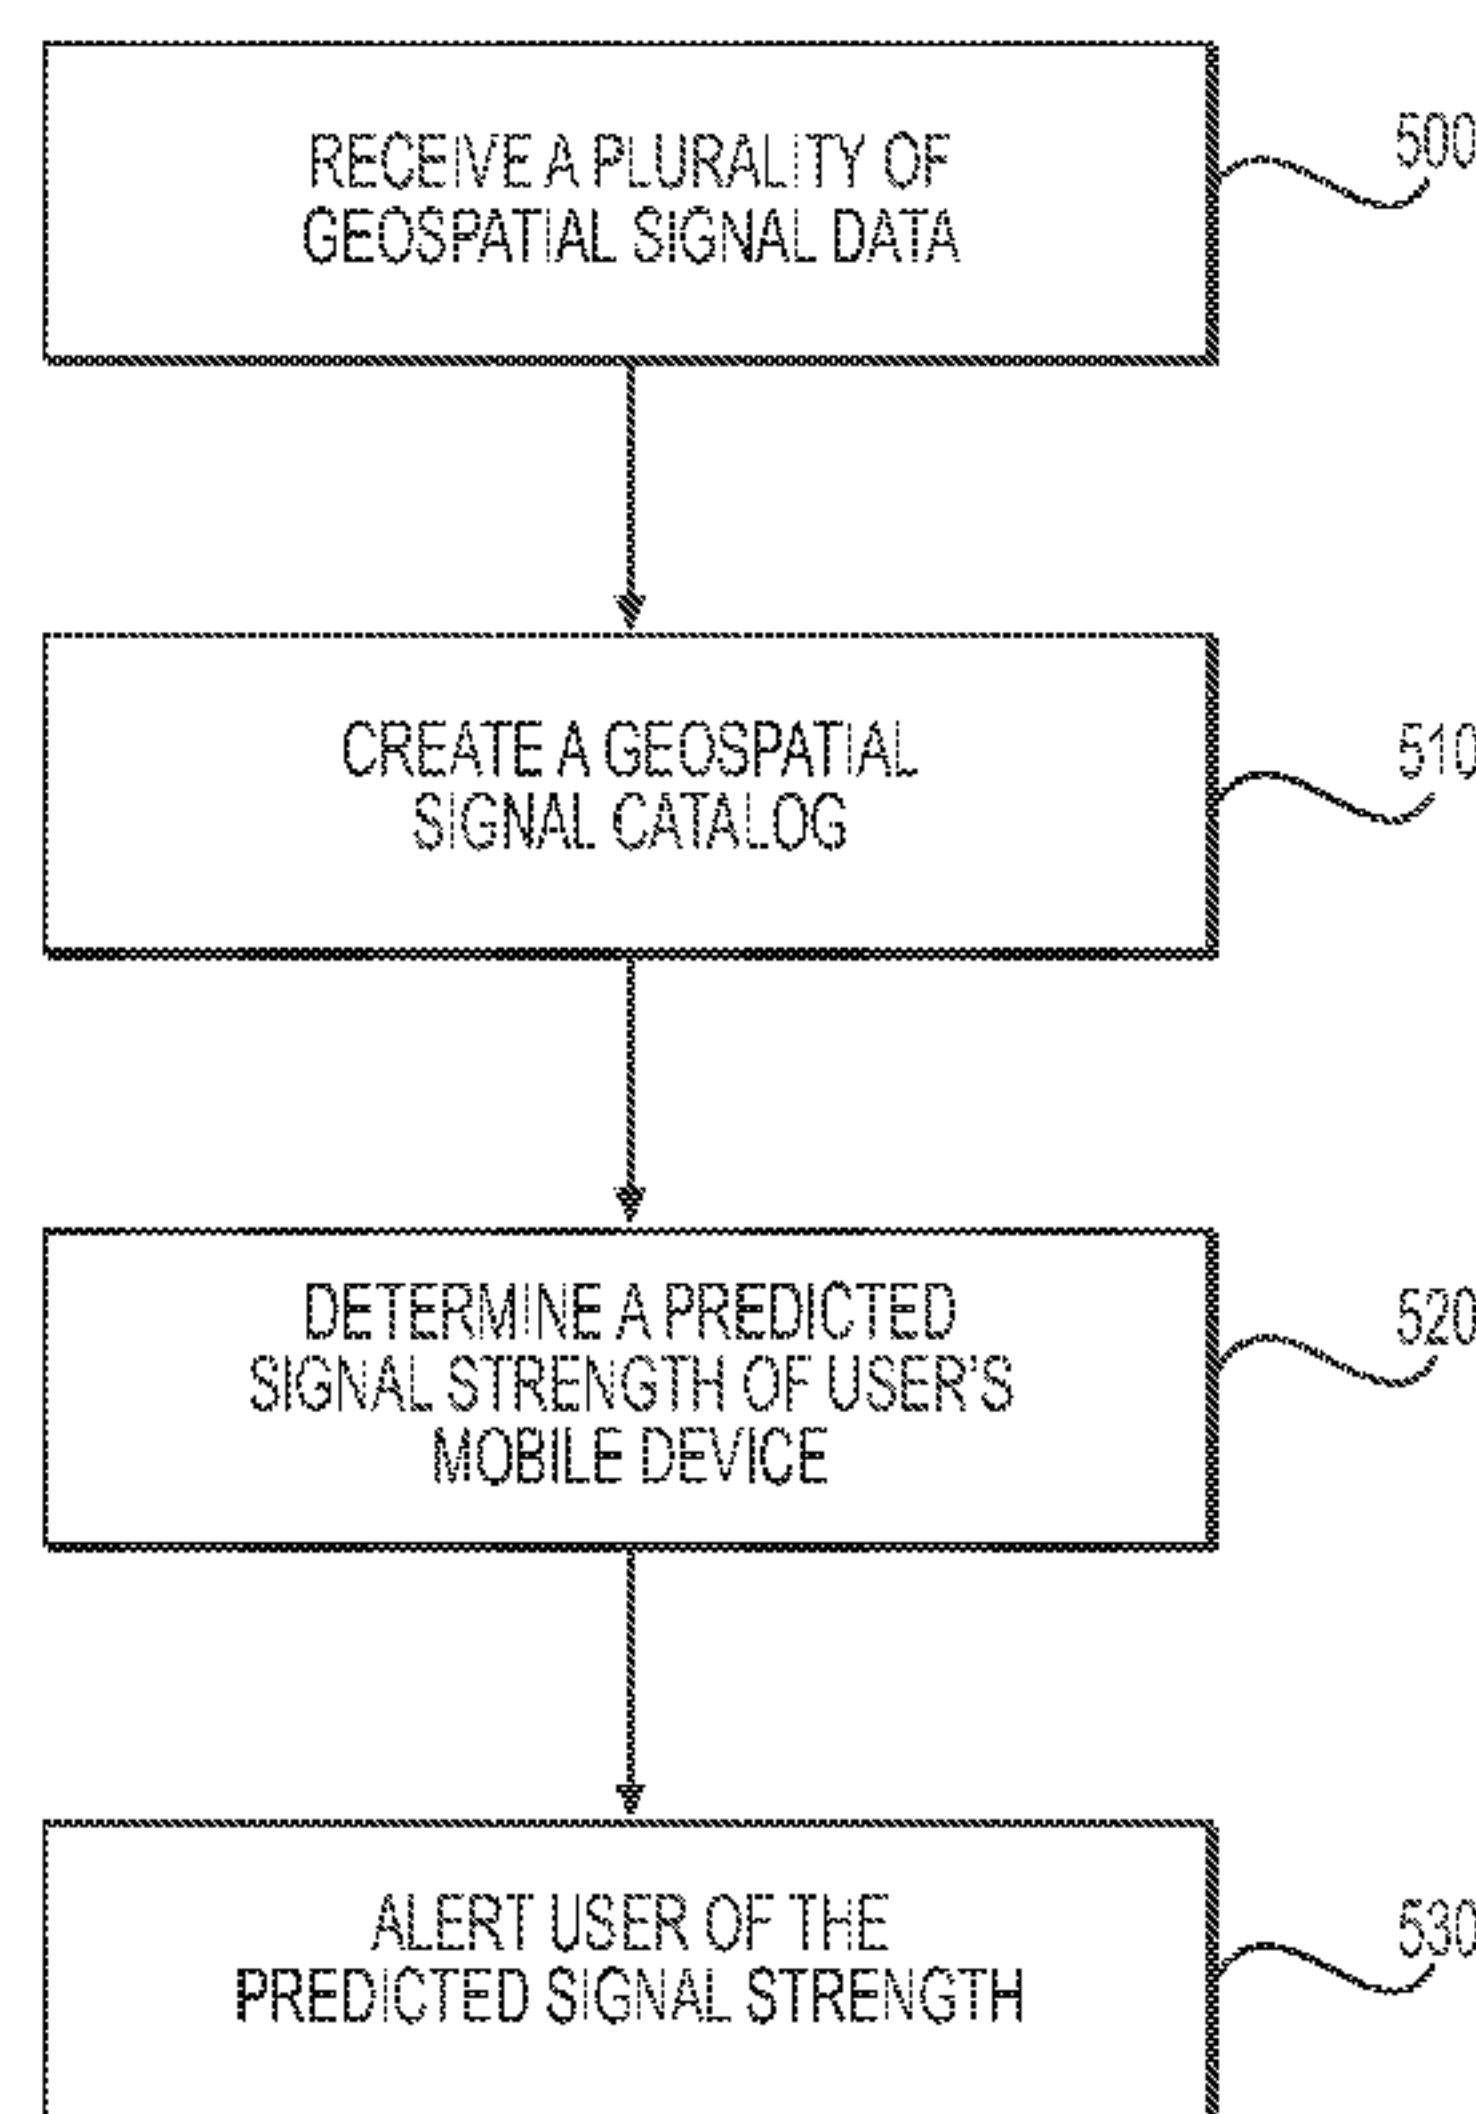 RECEIVE A PLURALITY OF
GEOSPATIAL SIGNAL DATA
500
CREATE A GEOSPATIAL
SIGNAL CATALOG
510
DETERMINE A PREDICTED
SIGNAL STRENGTH OF USER'S
MOBILE DEVICE
520
ALERT USER OF THE
PREDICTED SIGNAL STRENGTH
530